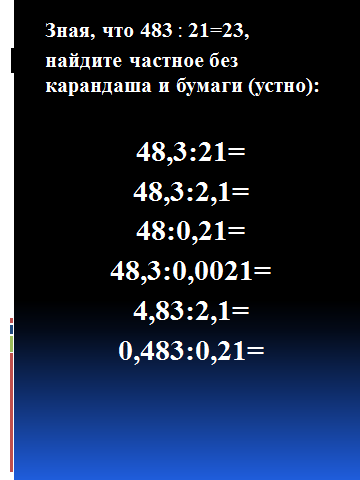 Зная, что 483 : 21=23,
найдите частное без
карандаша и бумаги (устно):
48,3:21=
48,3:2,1=
48:0,21=
48,3:0,0021=
4,83:2,1=
0,483:0,21=